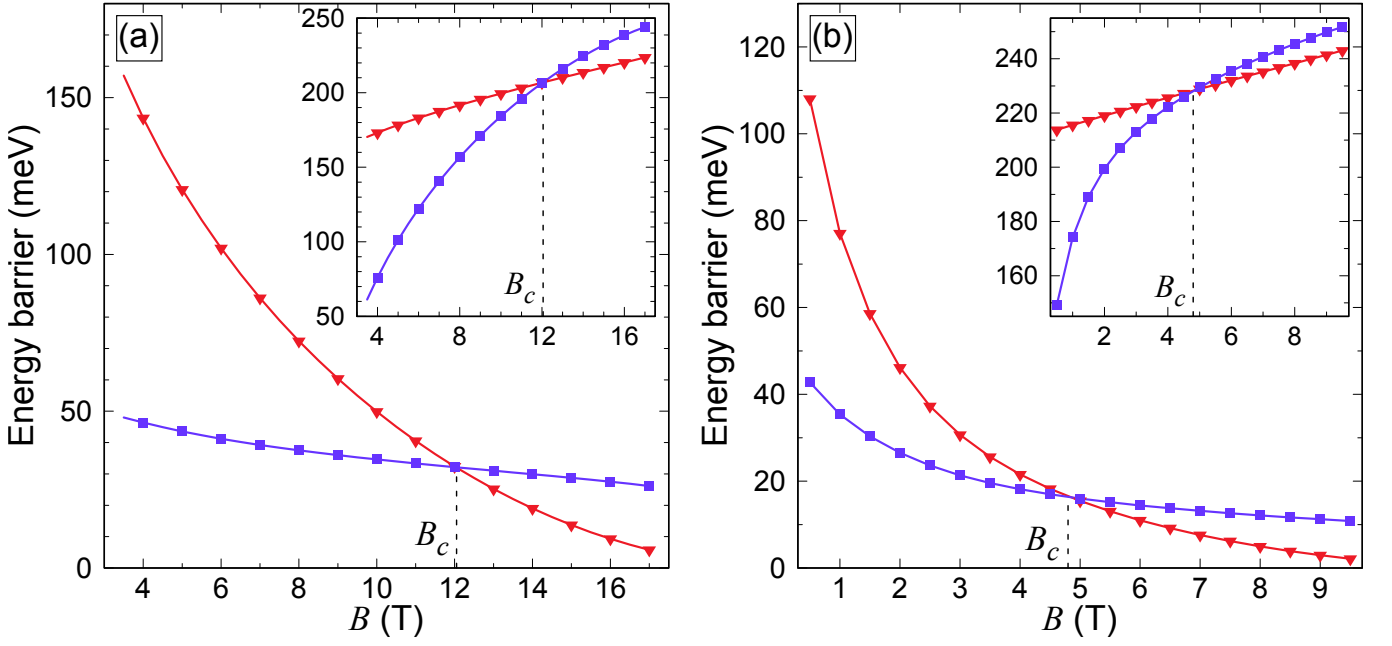 (a)
Energy barrier (meV)
150
100
50
0
4 6 8 10 12 14 16
B (T)
B_c
250
200
150
100
50
4 8 12 16
B_c
(b)
Energy barrier (meV)
120
100
80
60
40
20
0
1 2 3 4 5 6 7 8 9
B (T)
B_c
240
220
200
180
160
2 4 6 8
B_c